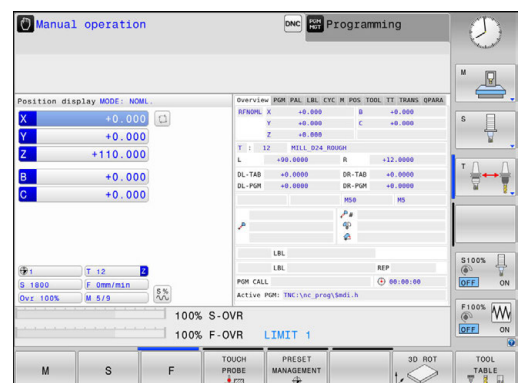 Manual operation
DNC
PGM
MGT
Programming
Position display MODE: NOML.
X +0.000
Y +0.000
Z +110.000
B +0.000
C +0.000
1 T 12 Z
S 1800 F 0mm/min
Ovr 100% M 5/9
5 %
Overview PGM PAL LBL CYC M POS TOOL TT TRANS QPARA
RFNOML X +0.000 B +0.000
Y +0.000 C +0.000
Z +0.000
T : 12 MILL_D24_ROUGH
L +90.0000 R +12.0000
DL-TAB +0.0000 DR-TAB +0.0000
DL-PGM +0.0000 DR-PGM +0.0000
M50 M5
P
P
LBL
LBL REP
PGM CALL 00:00:00
Active PGM: TNC:\nc_prog\$mdi.h
100% S-OVR
100% F-OVR LIMIT 1
M
S
T
S100%
OFF ON
F100% W
OFF ON
M S F TOUCH PROBE PRESET MANAGEMENT 3D ROT TOOL TABLE